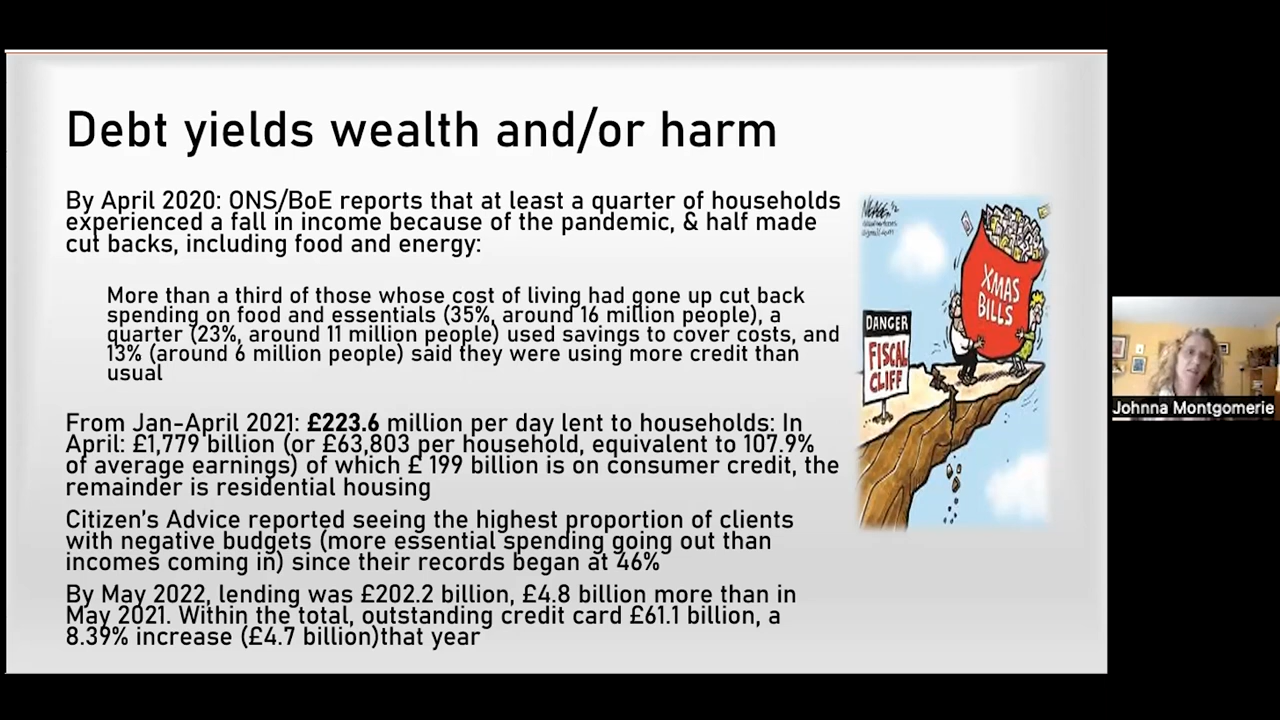 Debt yields wealth and/or harm
By April 2020: ONS/BoE reports that at least a quarter of households
experienced a fall in income because of the pandemic, & half made
cut backs, including food and energy:
More than a third of those whose cost of living had gone up cut back
spending on food and essentials (35%, around 16 million people), a
quarter (23%, around 11 million people) used savings to cover costs, and
13% (around 6 million people) said they were using more credit than
usual
From Jan-April 2021: £223.6 million per day lent to households: In
April: £1,779 billion (or £63,803 per household, equivalent to 107.9%
of average earnings) of which £ 199 billion is on consumer credit, the
remainder is residential housing
Citizen's Advice reported seeing the highest proportion of clients
with negative budgets (more essential spending going out than
incomes coming in) since their records began at 46%
By May 2022, lending was £202.2 billion, £4.8 billion more than in
May 2021. Within the total, outstanding credit card £61.1 billion, a
8.39% increase (£4.7 billion)that year
XMAS
BILLS
DANGER
FISCAL
CLIFF
Johnna Montgomerie